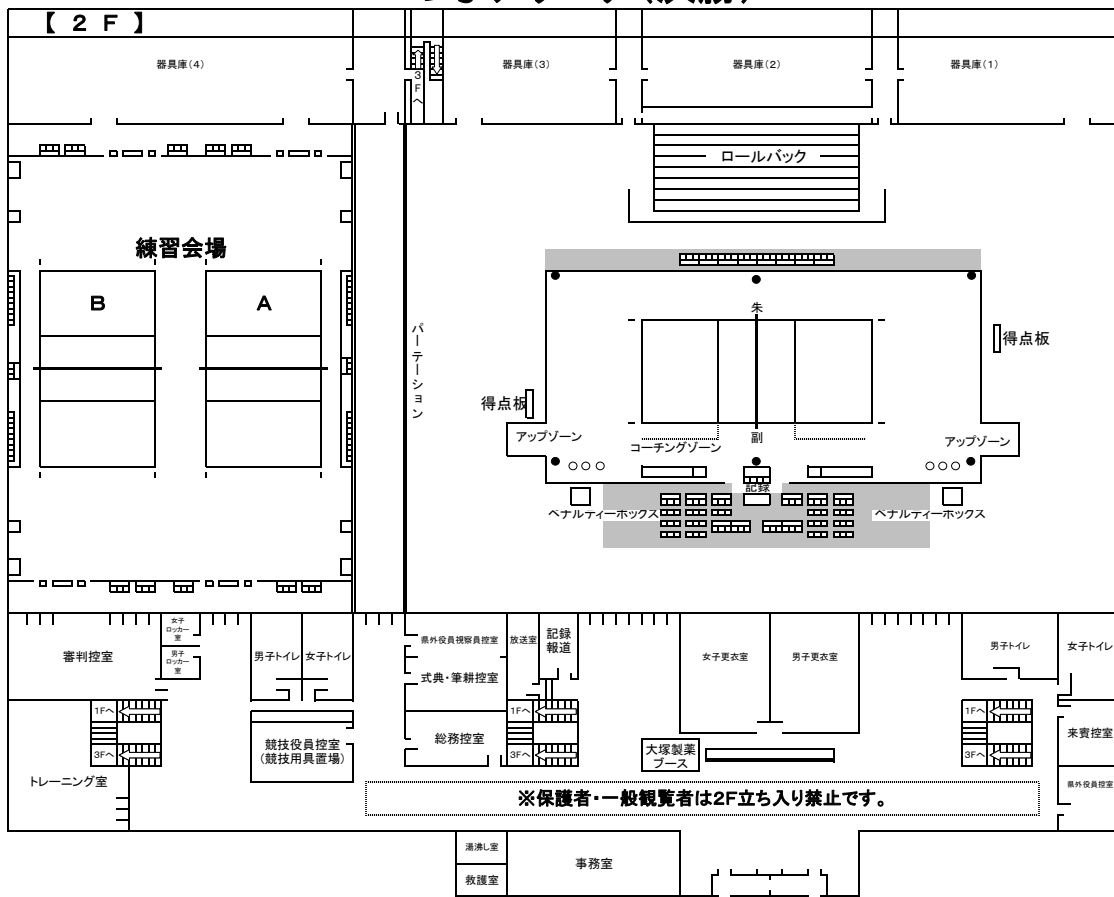 【２Ｆ】
器具庫(4)
3Fへ
器具庫(3)
器具庫(2)
器具庫(1)
ロールバック
練習会場
B
A
パーテーション
朱
得点板
得点板
副
アップゾーン
アップゾーン
コーチングゾーン
記録
ペナルティーボックス
ペナルティーボックス
審判控室
女子
ロッカー
室
男子
ロッカー
室
男子トイレ
女子トイレ
県外役員視察員控室
式典・筆耕控室
放送室
記録
報道
女子更衣室
男子更衣室
男子トイレ
女子トイレ
1Fへ
3Fへ
トレーニング室
競技役員控室
(競技用具置場)
総務控室
1Fへ
3Fへ
大塚製薬
ブース
1Fへ
3Fへ
来賓控室
県外役員控室
※保護者・一般観覧者は2F立ち入り禁止です。
湯沸し室
救護室
事務室